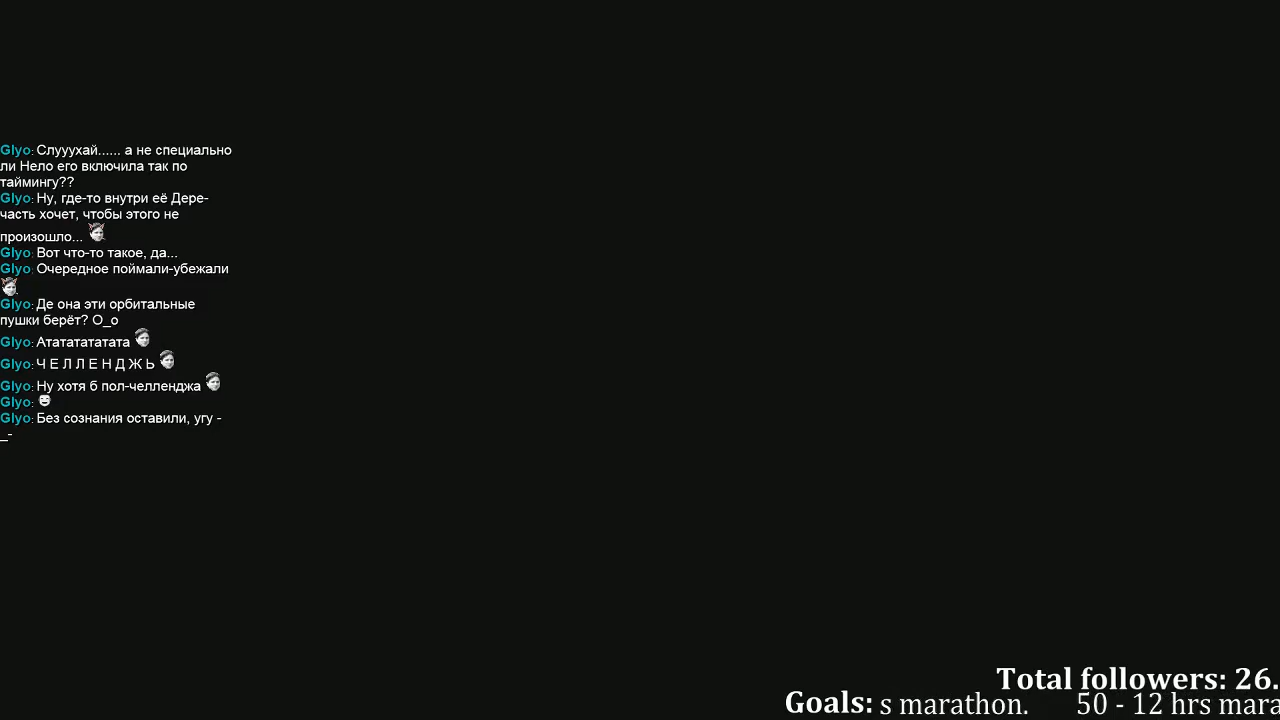 Glyo: Слууухай...... а не специально
ли Нело его включила так по
таймингу??
Glyo: Ну, где-то внутри её Дере-
часть хочет, чтобы этого не
произошло...
Glyo: Вот что-то такое, да...
Glyo: Очередное поймали-убежали
Glyo: Де она эти орбитальные
пушки берёт? О_о
Glyo: Атататататата
Glyo: Ч Е Л Л Е Н Д Ж Ь
Glyo: Ну хотя б пол-челленджа
Glyo:
Glyo: Без сознания оставили, угу -
_-
Total followers: 26.
Goals: s marathon. 50 - 12 hrs mara